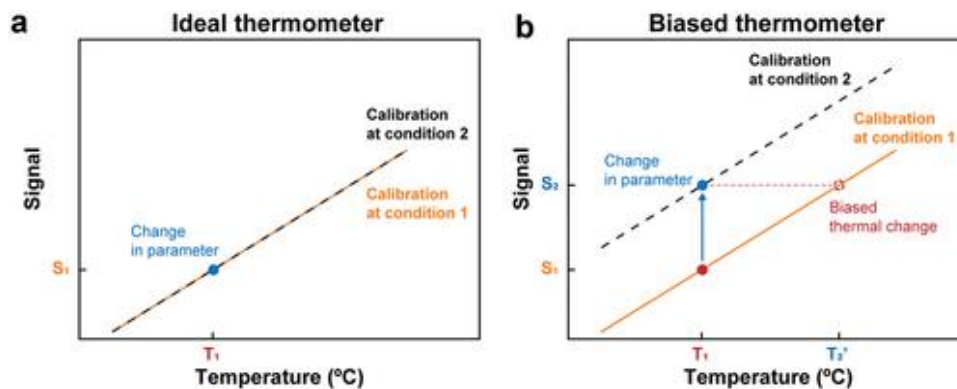 a
Ideal thermometer
Signal
S₁
Calibration
at condition 2
Calibration
at condition 1
Change
in parameter
T₁
Temperature (ºC)
b
Biased thermometer
Signal
S₂
S₁
Calibration
at condition 2
Calibration
at condition 1
Change
in parameter
Biased
thermal change
T₁
T₂'
Temperature (ºC)